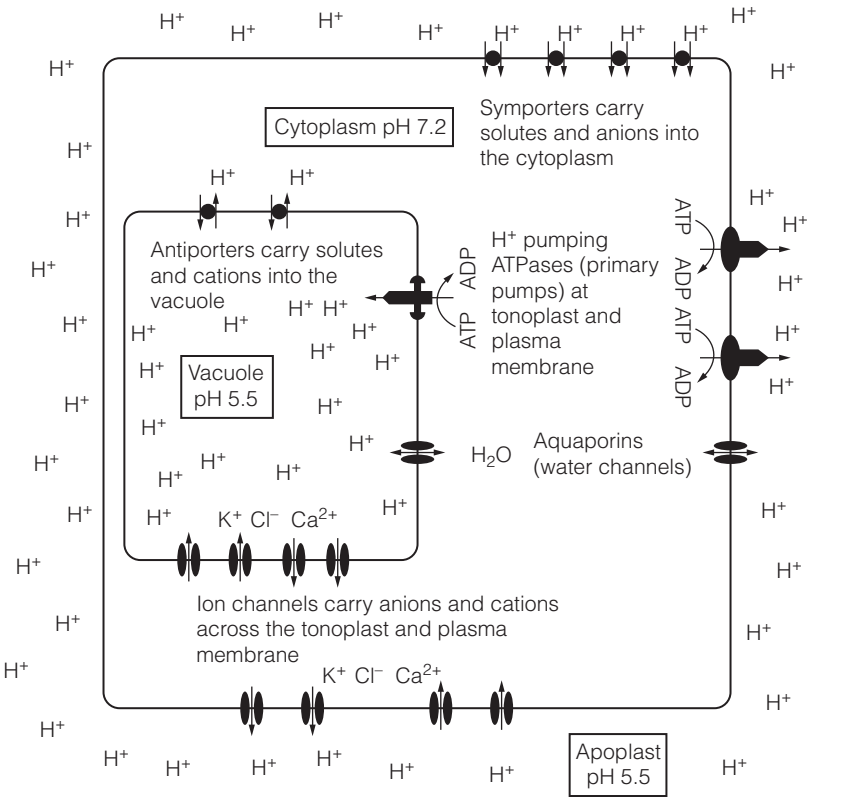 H⁺ H⁺ H⁺ H⁺ H⁺
H⁺ H⁺ H⁺ H⁺
H⁺ H⁺
Cytoplasm pH 7.2
Symporters carry
solutes and anions into
the cytoplasm
H⁺
H⁺ H⁺
H⁺
H⁺
H⁺
Antiporters carry solutes
and cations into the
vacuole
H⁺ pumping
ATPases (primary
pumps) at
tonoplast and
plasma
membrane
ADP
ATP
ATP
ADP
ATP
ADP
H⁺
H⁺
H⁺
H⁺
H⁺ H⁺
H⁺ H⁺ H⁺ H⁺
H⁺
H⁺ H⁺
H⁺
Vacuole
pH 5.5
H⁺ H⁺
H⁺ H⁺
H⁺ H⁺
H⁺ H⁺
H⁺
H₂O
Aquaporins
(water channels)
H⁺ H⁺ H⁺
H⁺
K⁺ Cl⁻ Ca²⁺
H⁺ H⁺
Ion channels carry anions and cations
across the tonoplast and plasma
membrane
H⁺ H⁺
H⁺
K⁺ Cl⁻ Ca²⁺
H⁺
H⁺
Apoplast
pH 5.5
H⁺ H⁺ H⁺ H⁺ H⁺ H⁺ H⁺